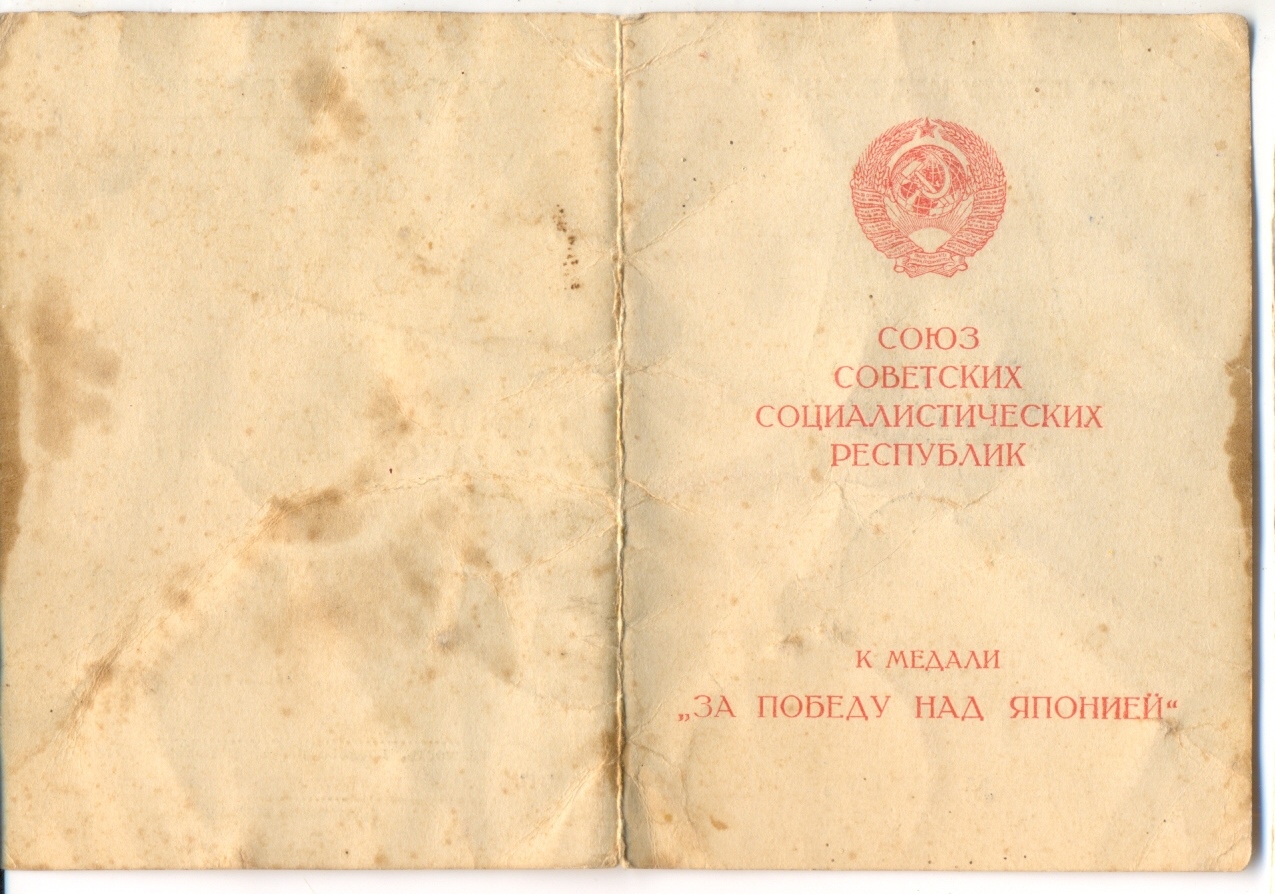 СОЮЗ
СОВЕТСКИХ
СОЦИАЛИСТИЧЕСКИХ
РЕСПУБЛИК
К МЕДАЛИ
„ЗА ПОБЕДУ НАД ЯПОНИЕЙ“